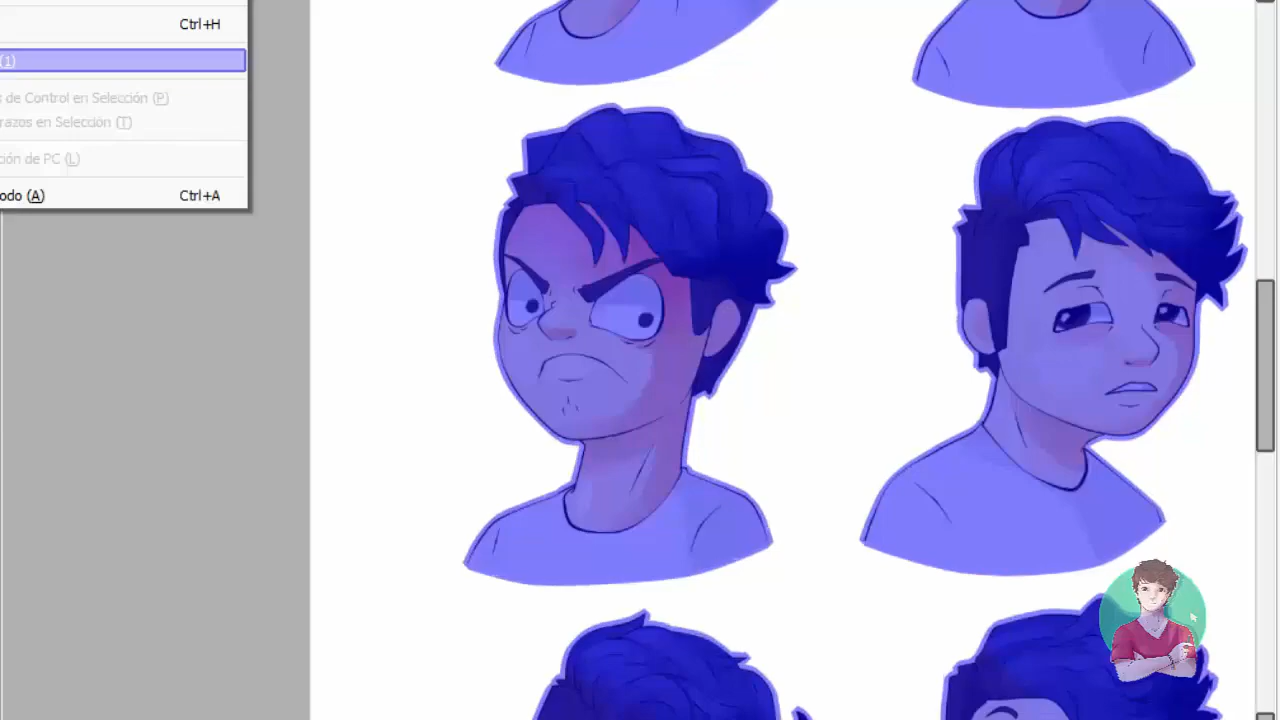 Ctrl+H
(1)
s de Control en Selección (P)
razos en Selección (T)
ción de PC (L)
odo (A) Ctrl+A